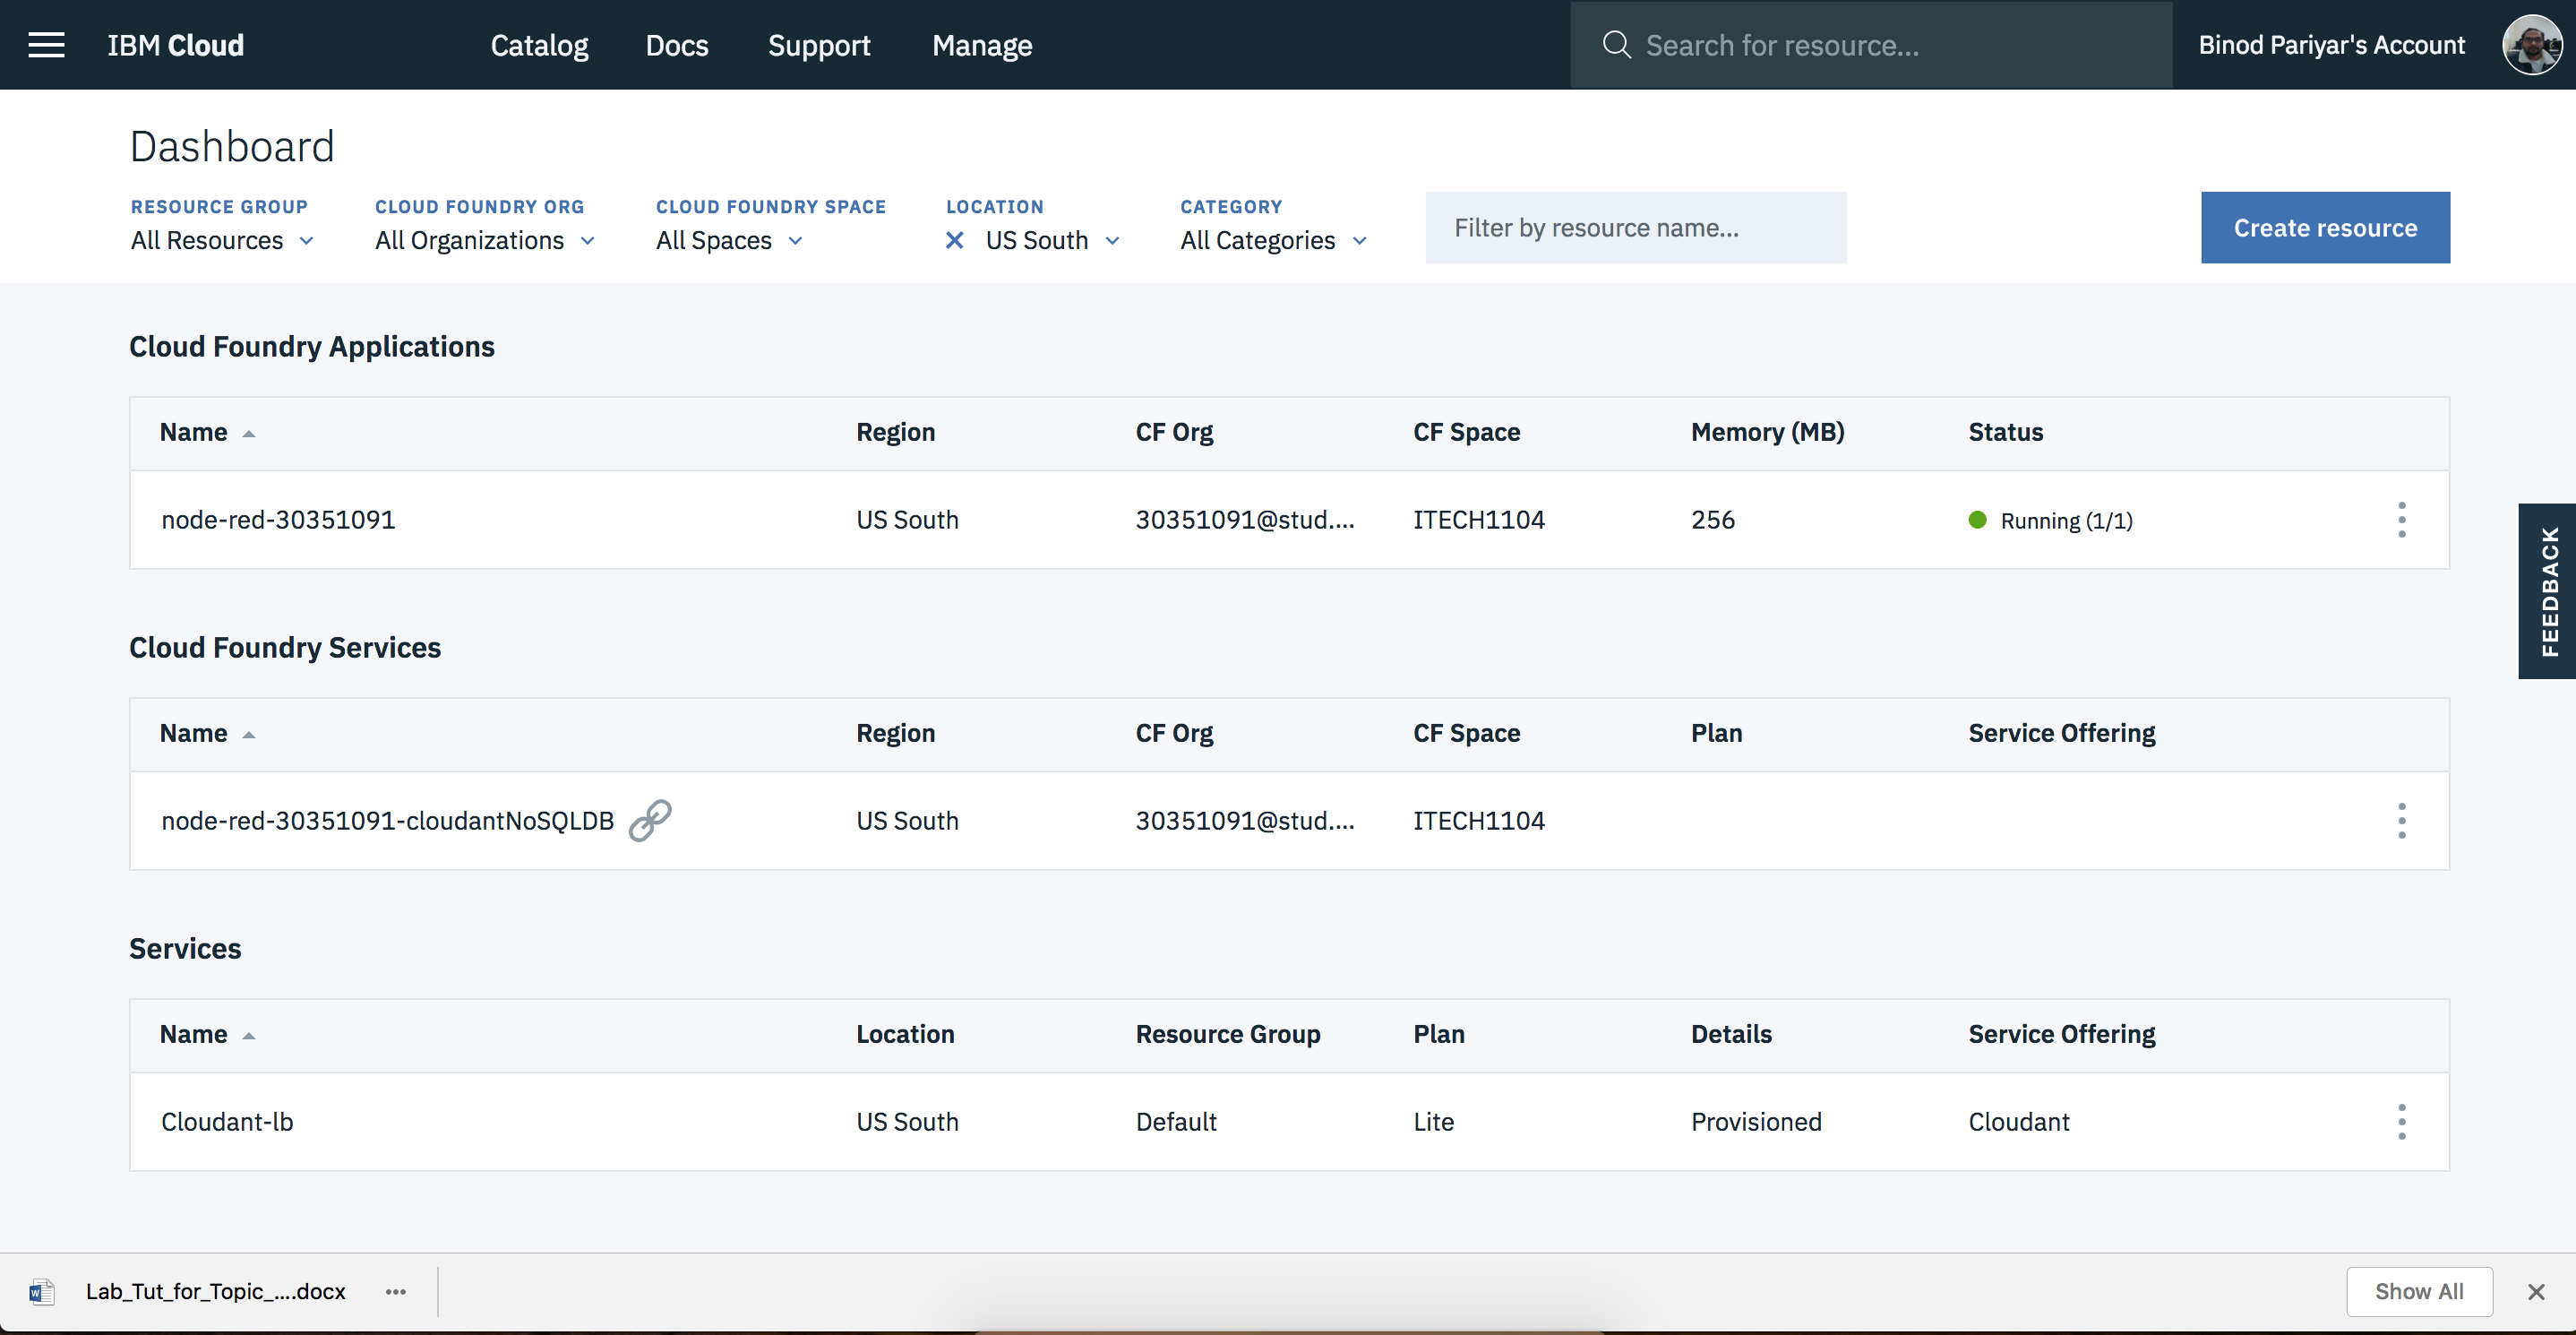 IBM Cloud Catalog Docs Support Manage Search for resource... Binod Pariyar's Account
Dashboard
RESOURCE GROUP CLOUD FOUNDRY ORG CLOUD FOUNDRY SPACE LOCATION CATEGORY
All Resources All Organizations All Spaces US South All Categories Filter by resource name... Create resource
Cloud Foundry Applications
Name Region CF Org CF Space Memory (MB) Status
node-red-30351091 US South 30351091@stud.... ITECH1104 256 Running (1/1)
FEEDBACK
Cloud Foundry Services
Name Region CF Org CF Space Plan Service Offering
node-red-30351091-cloudantNoSQLDB US South 30351091@stud.... ITECH1104
Services
Name Location Resource Group Plan Details Service Offering
Cloudant-lb US South Default Lite Provisioned Cloudant
Lab_Tut_for_Topic_....docx Show All